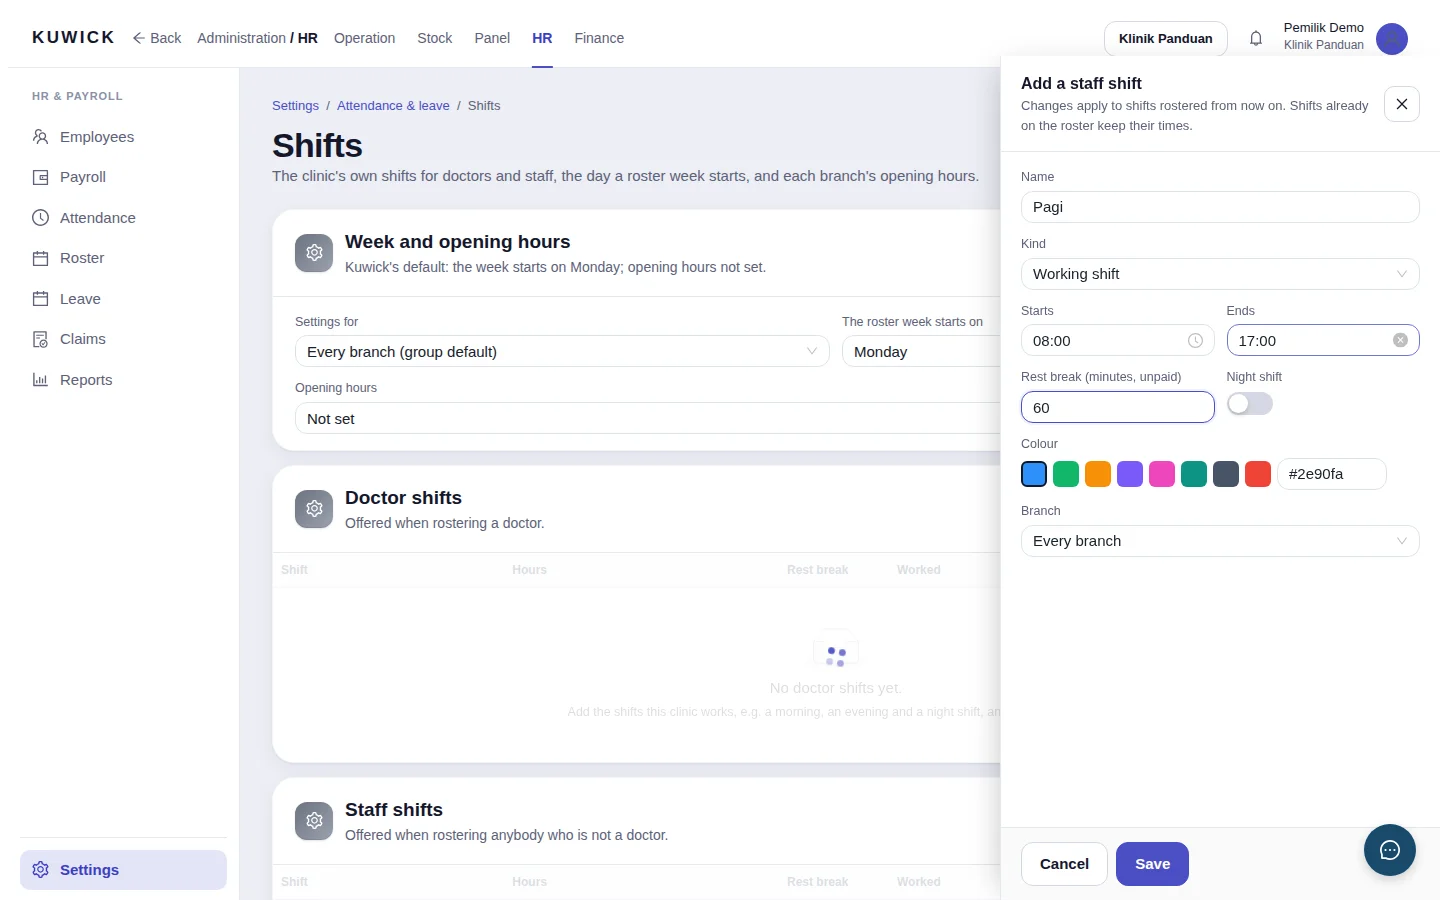 KUWICK
Back
Administration / HR
Operation
Stock
Panel
HR
Finance
Klinik Panduan
Pemilik Demo
Klinik Panduan
HR & PAYROLL
Employees
Payroll
Attendance
Roster
Leave
Claims
Reports
Settings
Settings / Attendance & leave / Shifts
Shifts
The clinic's own shifts for doctors and staff, the day a roster week starts, and each branch's opening hours.
Week and opening hours
Kuwick's default: the week starts on Monday; opening hours not set.
Settings for
Every branch (group default)
The roster week starts on
Monday
Opening hours
Not set
Doctor shifts
Offered when rostering a doctor.
Shift
Hours
Rest break
Worked
No doctor shifts yet.
Add the shifts this clinic works, e.g. a morning, an evening and a night shift,
Staff shifts
Offered when rostering anybody who is not a doctor.
Shift
Hours
Rest break
Worked
Add a staff shift
Changes apply to shifts rostered from now on. Shifts already
on the roster keep their times.
Name
Pagi
Kind
Working shift
Starts
Ends
08:00
17:00
Rest break (minutes, unpaid)
Night shift
60
Colour
#2e90fa
Branch
Every branch
Cancel
Save